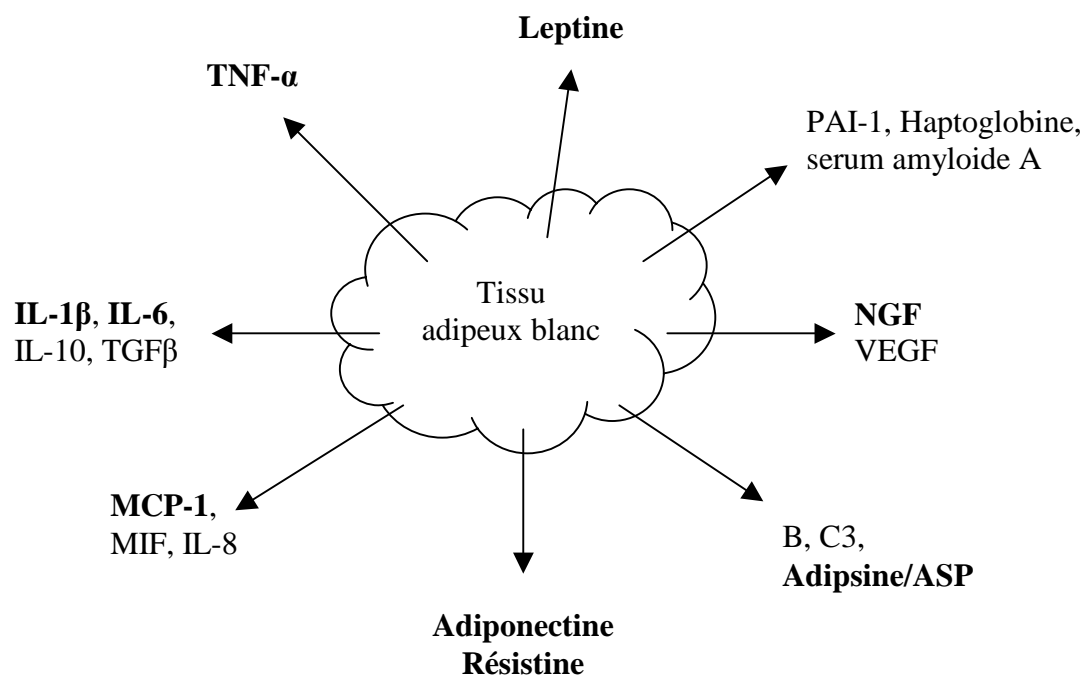 Leptine
TNF-α
PAI-1, Haptoglobine,
serum amyloide A
Tissu
adipeux blanc
IL-1β, IL-6,
IL-10, TGFβ
NGF
VEGF
MCP-1,
MIF, IL-8
B, C3,
Adipsine/ASP
Adiponectine
Résistine